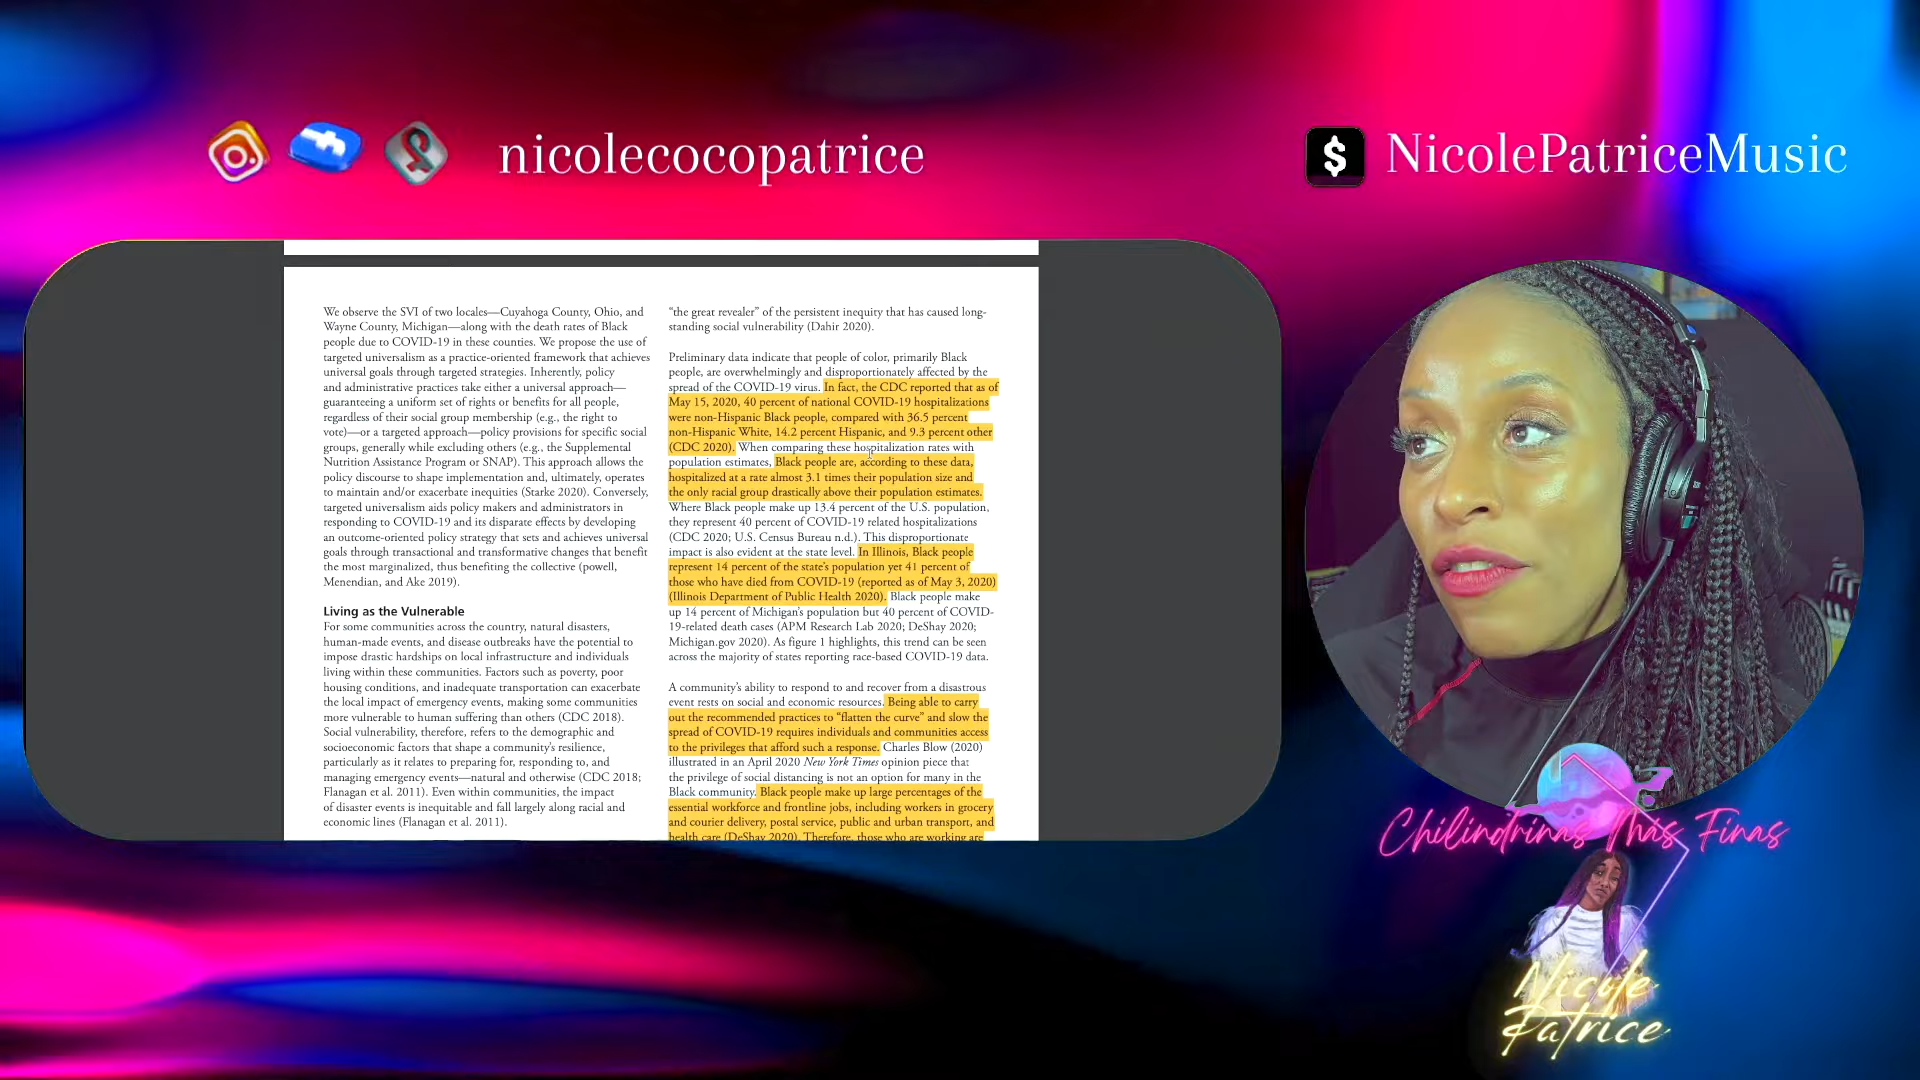 nicolecocopatrice
NicolePatriceMusic
We observe the SVI of two locales—Cuyahoga County, Ohio, and
Wayne County, Michigan—along with the death rates of Black
people due to COVID-19 in these counties. We propose the use of
targeted universalism as a practice-oriented framework that achieves
universal goals through targeted strategies. Inherently, policy
and administrative practices take either a universal approach—
guaranteeing a uniform set of rights or benefits for all people,
regardless of their social group membership (e.g., the right to
vote)—or a targeted approach—policy provisions for specific social
groups, generally while excluding others (e.g., the Supplemental
Nutrition Assistance Program or SNAP). This approach allows the
policy discourse to shape implementation and, ultimately, operates
to maintain and/or exacerbate inequities (Starke 2020). Conversely,
targeted universalism aids policy makers and administrators in
responding to COVID-19 and its disparate effects by developing
an outcome-oriented policy strategy that sets and achieves universal
goals through transactional and transformative changes that benefit
the most marginalized, thus benefiting the collective (powell,
Menendian, and Ake 2019).
Living as the Vulnerable
For some communities across the country, natural disasters,
human-made events, and disease outbreaks have the potential to
impose drastic hardships on local infrastructure and individuals
living within these communities. Factors such as poverty, poor
housing conditions, and inadequate transportation can exacerbate
the local impact of emergency events, making some communities
more vulnerable to human suffering than others (CDC 2018).
Social vulnerability, therefore, refers to the demographic and
socioeconomic factors that shape a community's resilience,
particularly as it relates to preparing for, responding to, and
managing emergency events—natural and otherwise (CDC 2018;
Flanagan et al. 2011). Even within communities, the impact
of disaster events is inequitable and fall largely along racial and
economic lines (Flanagan et al. 2011).
“the great revealer” of the persistent inequity that has caused long-
standing social vulnerability (Dahir 2020).
Preliminary data indicate that people of color, primarily Black
people, are overwhelmingly and disproportionately affected by the
spread of the COVID-19 virus. In fact, the CDC reported that as of
May 15, 2020, 40 percent of national COVID-19 hospitalizations
were non-Hispanic Black people, compared with 36.5 percent
non-Hispanic White, 14.2 percent Hispanic, and 9.3 percent other
(CDC 2020). When comparing these hospitalization rates with
population estimates, Black people are, according to these data,
hospitalized at a rate almost 3.1 times their population size and
the only racial group drastically above their population estimates.
Where Black people make up 13.4 percent of the U.S. population,
they represent 40 percent of COVID-19 related hospitalizations
(CDC 2020; U.S. Census Bureau n.d.). This disproportionate
impact is also evident at the state level. In Illinois, Black people
represent 14 percent of the state's population yet 41 percent of
those who have died from COVID-19 (reported as of May 3, 2020)
(Illinois Department of Public Health 2020). Black people make
up 14 percent of Michigan's population but 40 percent of COVID-
19-related death cases (APM Research Lab 2020; DeShay 2020;
Michigan.gov 2020). As figure 1 highlights, this trend can be seen
across the majority of states reporting race-based COVID-19 data.
A community's ability to respond to and recover from a disastrous
event rests on social and economic resources. Being able to carry
out the recommended practices to “flatten the curve” and slow the
spread of COVID-19 requires individuals and communities access
to the privileges that afford such a response. Charles Blow (2020)
illustrated in an April 2020 New York Times opinion piece that
the privilege of social distancing is not an option for many in the
Black community. Black people make up large percentages of the
essential workforce and frontline jobs, including workers in grocery
and courier delivery, postal service, public and urban transport, and
health care (DeShay 2020). Therefore, those who are working are
Chilindrinas Más Finas
Nicole
Patrice